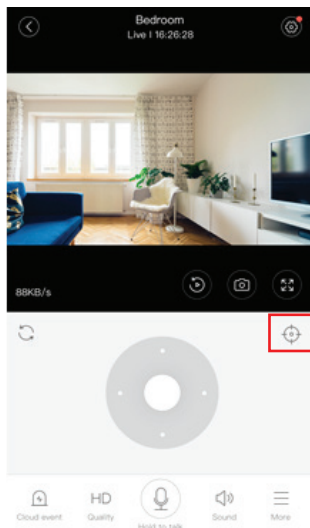 Bedroom
Live | 16:26:28
88KB/s
HD
Cloud event
Quality
Hold to talk
Sound
More